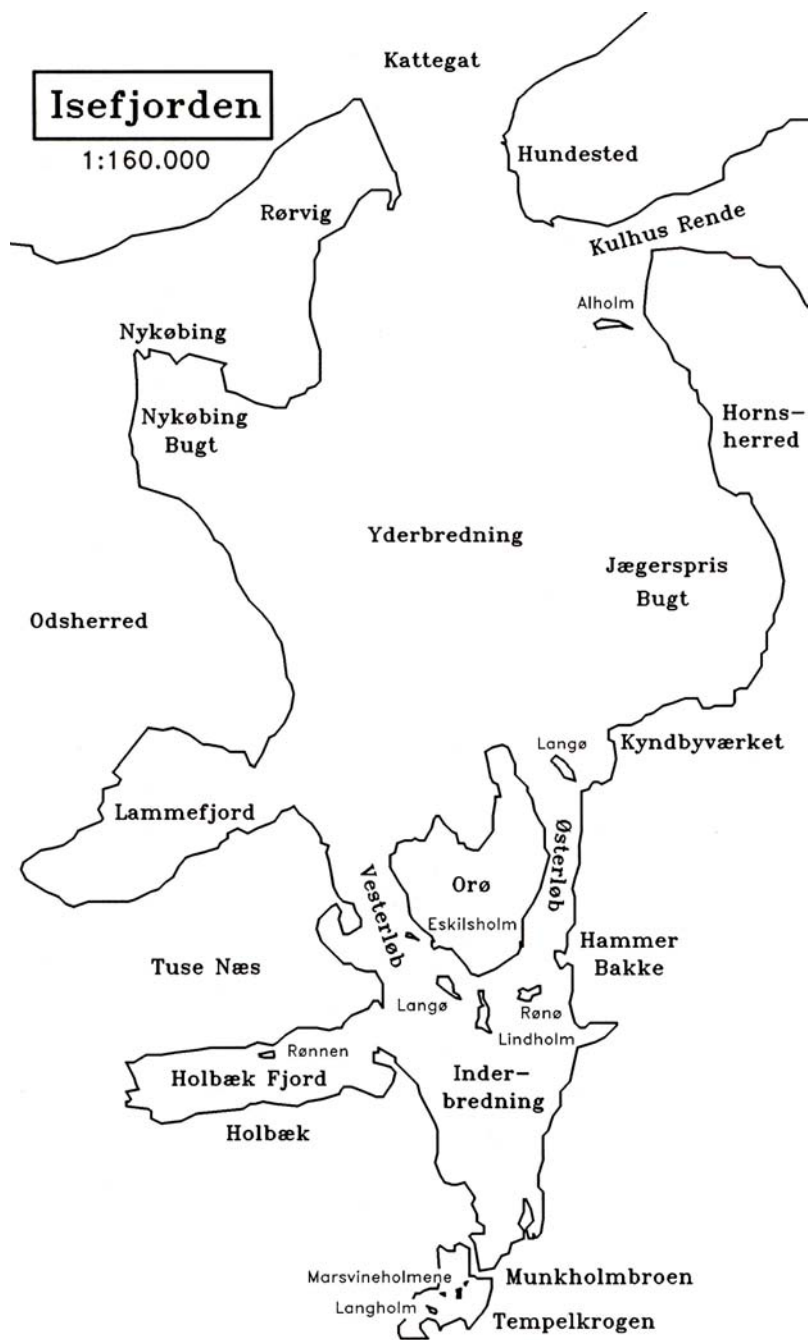 Kattegat
Isefjorden
1:160.000
Hundested
Rørvig
Kulhus Rende
Alholm
Nykøbing
Nykøbing
Bugt
Horns-
herred
Yderbredning
Jægerspris
Bugt
Odsherred
Langø
Kyndbyværket
Lammefjord
Østerløb
Vesterløb
Orø
Eskilsholm
Hammer
Bakke
Tuse Næs
Langø
Rønø
Lindholm
Rønnen
Holbæk Fjord
Inder-
bredning
Holbæk
Marsvineholmene
Munkholmbroen
Langholm
Tempelkrogen